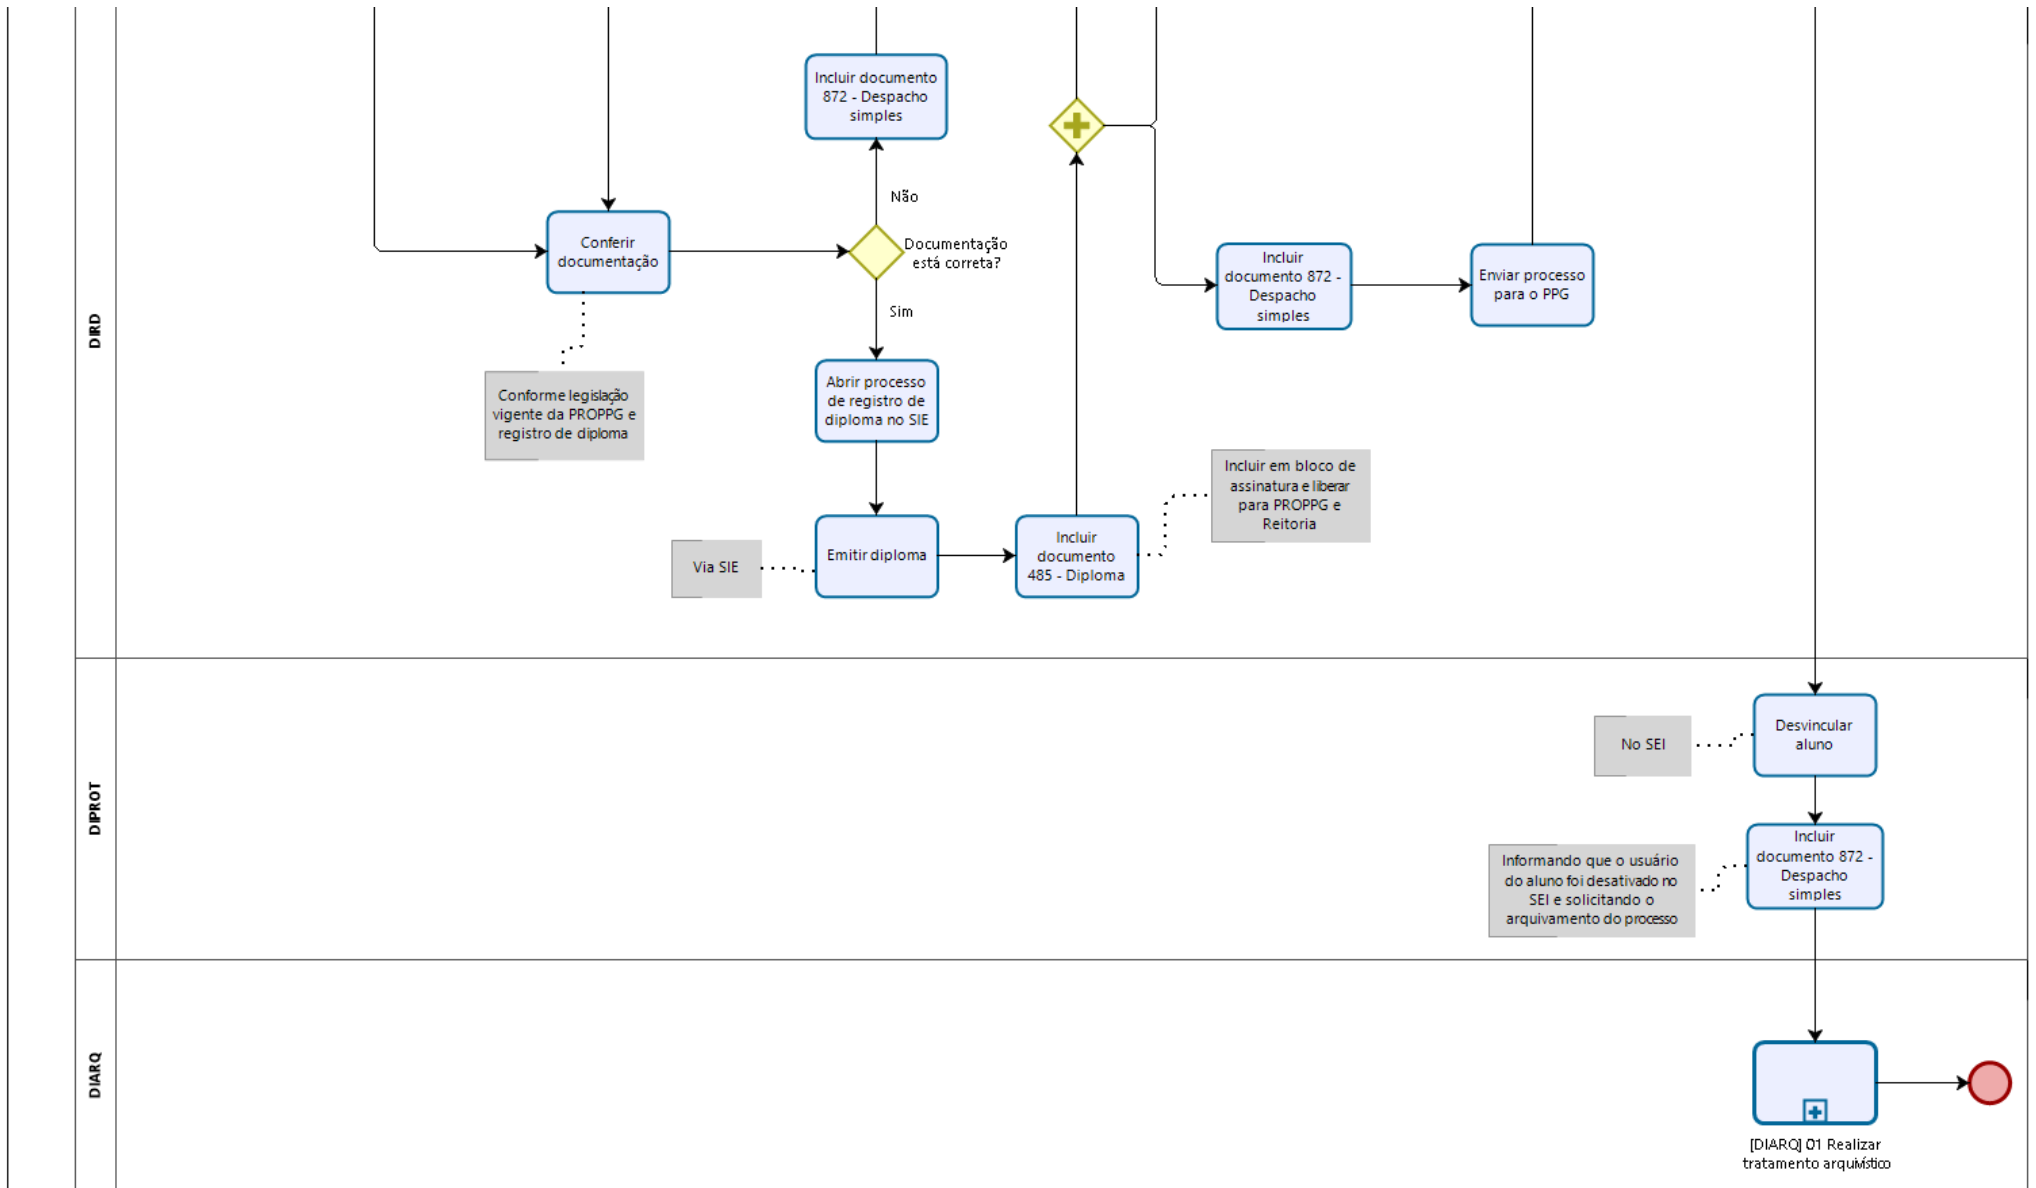 DIRD
Incluir documento
872 - Despacho
simples
Não
Conferir
documentação
Documentação
está correta?
Incluir
documento 872 -
Despacho
simples
Enviar processo
para o PPG
Sim
Conforme legislação
vigente da PROPPG e
registro de diploma
Abrir processo
de registro de
diploma no SIE
Incluir em bloco de
assinatura e liberar
para PROPPG e
Reitoria
Via SIE
Emitir diploma
Incluir
documento
485 - Diploma
DIPROT
No SEI
Desvincular
aluno
Informando que o usuário
do aluno foi desativado no
SEI e solicitando o
arquivamento do processo
Incluir
documento 872 -
Despacho
simples
DIARQ
[DIARQ] 01 Realizar
tratamento arquivístico